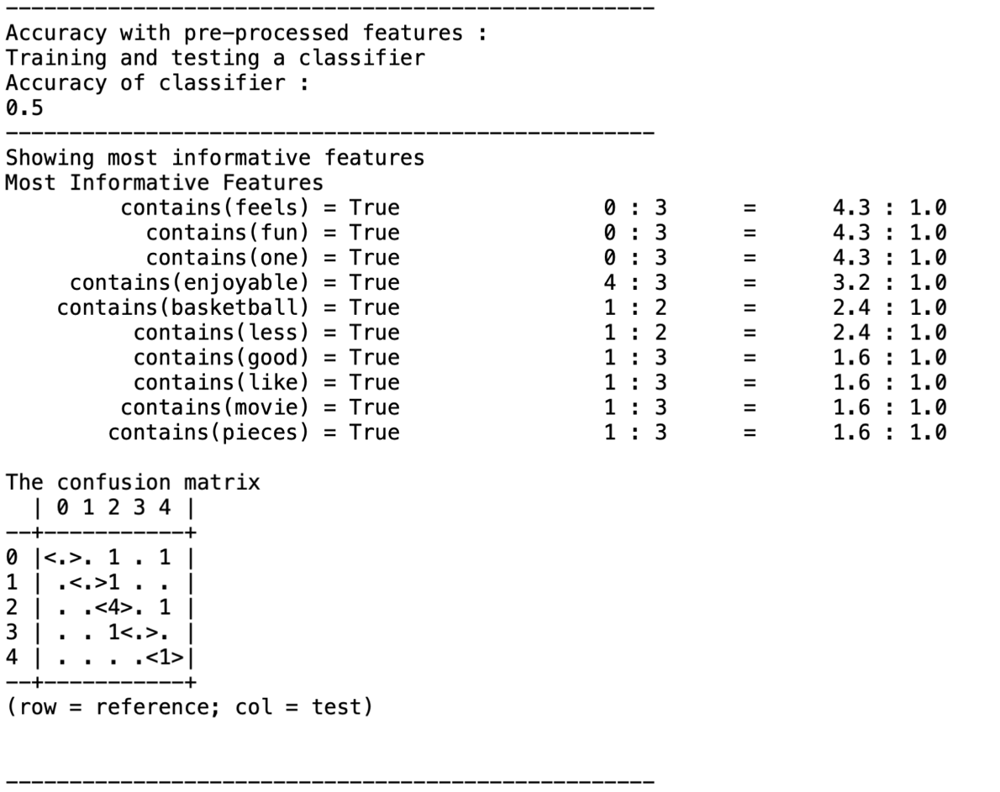 -----------------------------------------------------
Accuracy with pre-processed features :
Training and testing a classifier
Accuracy of classifier :
0.5
-----------------------------------------------------
Showing most informative features
Most Informative Features
         contains(feels) = True                0 : 3      =      4.3 : 1.0
           contains(fun) = True                0 : 3      =      4.3 : 1.0
           contains(one) = True                0 : 3      =      4.3 : 1.0
     contains(enjoyable) = True                4 : 3      =      3.2 : 1.0
    contains(basketball) = True                1 : 2      =      2.4 : 1.0
          contains(less) = True                1 : 2      =      2.4 : 1.0
          contains(good) = True                1 : 3      =      1.6 : 1.0
          contains(like) = True                1 : 3      =      1.6 : 1.0
         contains(movie) = True                1 : 3      =      1.6 : 1.0
        contains(pieces) = True                1 : 3      =      1.6 : 1.0

The confusion matrix
  | 0 1 2 3 4 |
--+-----------+
0 |<.>. 1 . 1 |
1 | .<.>1 . . |
2 | . .<4>. 1 |
3 | . . 1<.>. |
4 | . . . .<1>|
--+-----------+
(row = reference; col = test)


-----------------------------------------------------